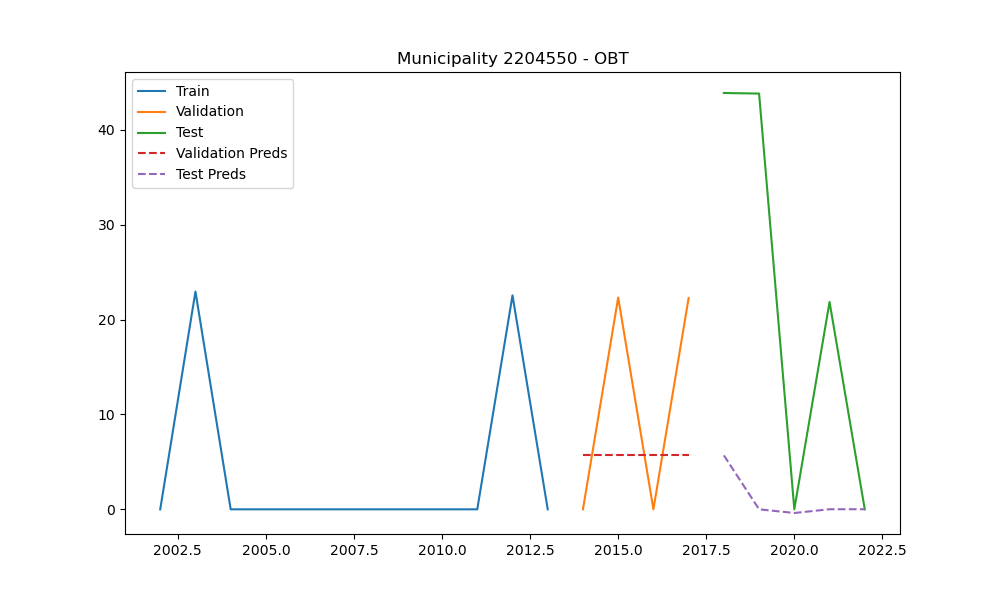 Municipality 2204550 - OBT
Train
Validation
Test
Validation Preds
Test Preds
40
30
20
10
0
2002.5 2005.0 2007.5 2010.0 2012.5 2015.0 2017.5 2020.0 2022.5